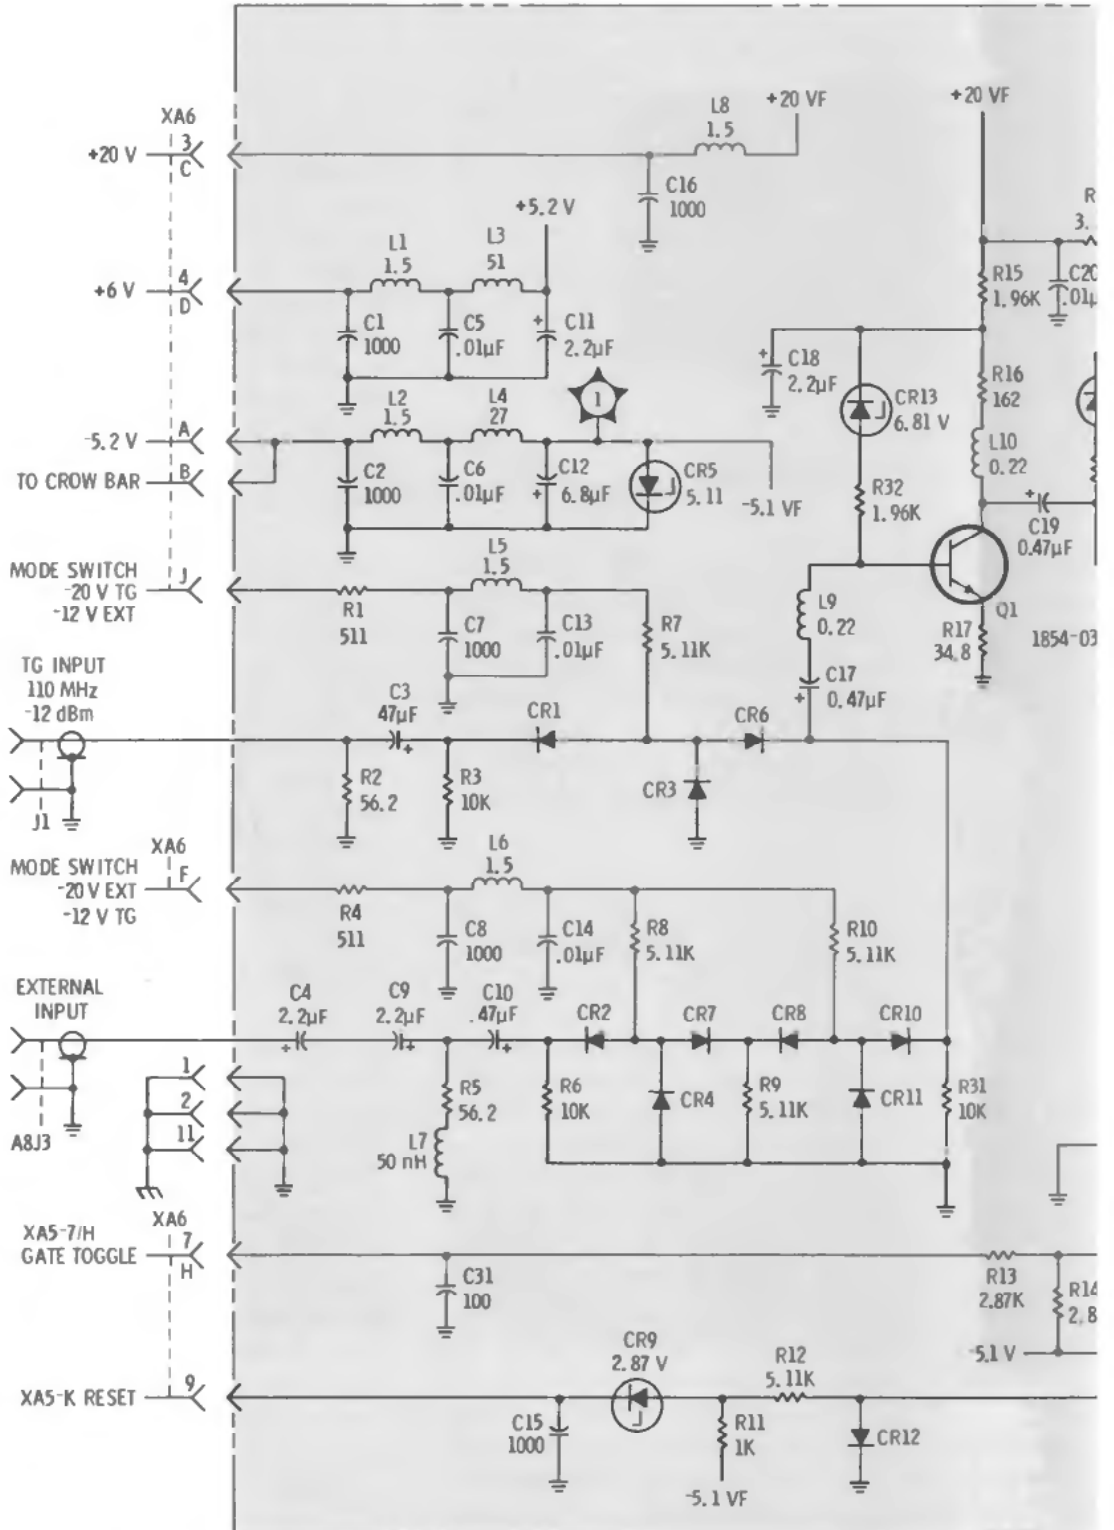 L8
1.5
+20 VF
+20 VF
XA6
+20 V
3
C
C16
1000
+5.2 V
R
3.
L1
1.5
L3
51
+6 V
4
D
R15
1.96K
C20
.01μ
C1
1000
C5
.01μF
+
C11
2.2μF
+
C18
2.2μF
R16
162
CR13
6.81 V
1
L2
1.5
L4
27
-5.2 V
A
L10
0.22
TO CROW BAR
B
C2
1000
C6
.01μF
C12
+
6.8μF
CR5
5.11
-5.1 VF
R32
1.96K
+
C19
0.47μF
MODE SWITCH
-20 V TG
-12 V EXT
J
L5
1.5
R1
511
C7
1000
C13
.01μF
R7
5.11K
L9
0.22
Q1
R17
34.8
1854-03
TG INPUT
110 MHz
-12 dBm
C3
47μF
+
CR1
CR6
C17
+
0.47μF
R2
56.2
R3
10K
CR3
J1
XA6
MODE SWITCH
-20 V EXT
-12 V TG
F
L6
1.5
R4
511
C8
1000
C14
.01μF
R8
5.11K
R10
5.11K
EXTERNAL
INPUT
C4
2.2μF
+
C9
2.2μF
+
C10
.47μF
+
CR2
CR7
CR8
CR10
1
2
11
R5
56.2
R6
10K
CR4
R9
5.11K
CR11
R31
10K
A8J3
L7
50 nH
XA6
XA5-7/H
GATE TOGGLE
7
H
C31
100
R13
2.87K
R14
2.8
-5.1 V
CR9
2.87 V
R12
5.11K
XA5-K RESET
9
C15
1000
R11
1K
CR12
-5.1 VF